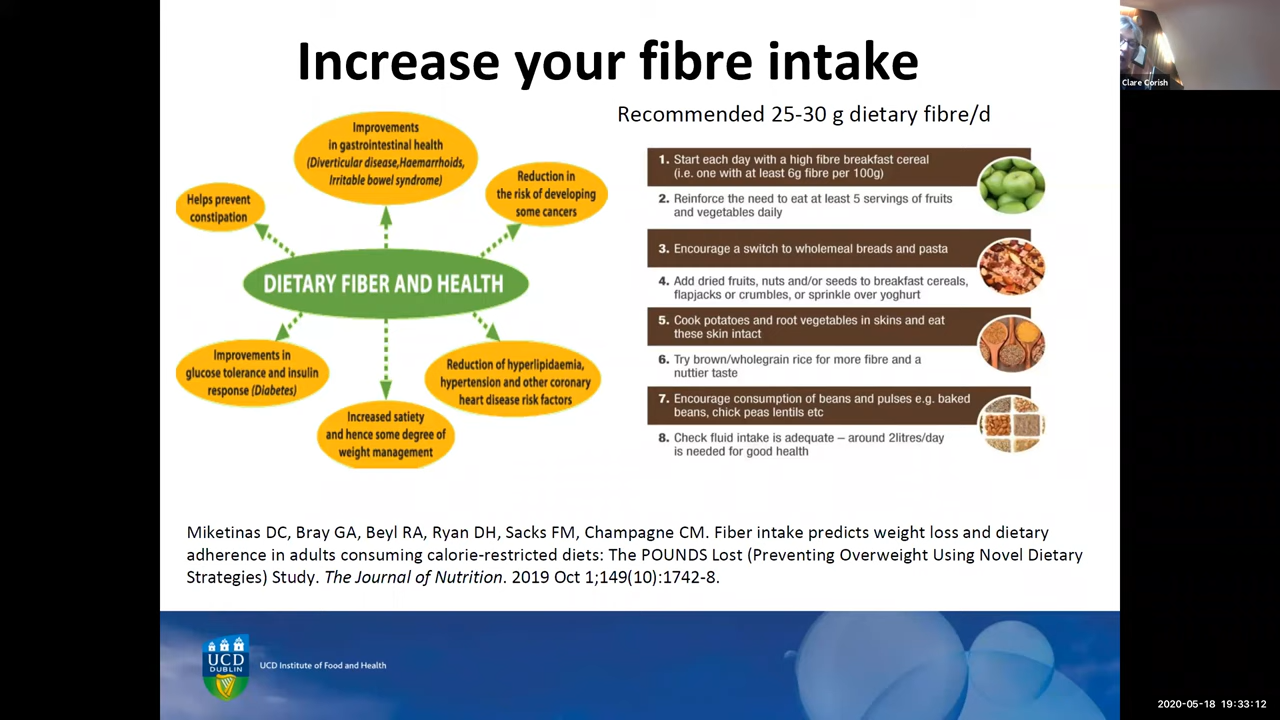 Increase your fibre intake
Clare Corish
Recommended 25-30 g dietary fibre/d
Improvements
in gastrointestinal health
(Diverticular disease,Haemarrhoids,
Irritable bowel syndrome)
Helps prevent
constipation
Reduction in
the risk of developing
some cancers
DIETARY FIBER AND HEALTH
Improvements in
glucose tolerance and insulin
response (Diabetes)
Increased satiety
and hence some degree of
weight management
Reduction of hyperlipidaemia,
hypertension and other coronary
heart disease risk factors
1. Start each day with a high fibre breakfast cereal
(i.e. one with at least 6g fibre per 100g)
2. Reinforce the need to eat at least 5 servings of fruits
and vegetables daily
3. Encourage a switch to wholemeal breads and pasta
4. Add dried fruits, nuts and/or seeds to breakfast cereals,
flapjacks or crumbles, or sprinkle over yoghurt
5. Cook potatoes and root vegetables in skins and eat
these skin intact
6. Try brown/wholegrain rice for more fibre and a
nuttier taste
7. Encourage consumption of beans and pulses e.g. baked
beans, chick peas lentils etc
8. Check fluid intake is adequate – around 2litres/day
is needed for good health
Miketinas DC, Bray GA, Beyl RA, Ryan DH, Sacks FM, Champagne CM. Fiber intake predicts weight loss and dietary
adherence in adults consuming calorie-restricted diets: The POUNDS Lost (Preventing Overweight Using Novel Dietary
Strategies) Study. The Journal of Nutrition. 2019 Oct 1;149(10):1742-8.
UCD
DUBLIN
UCD Institute of Food and Health
2020-05-18 19:33:12